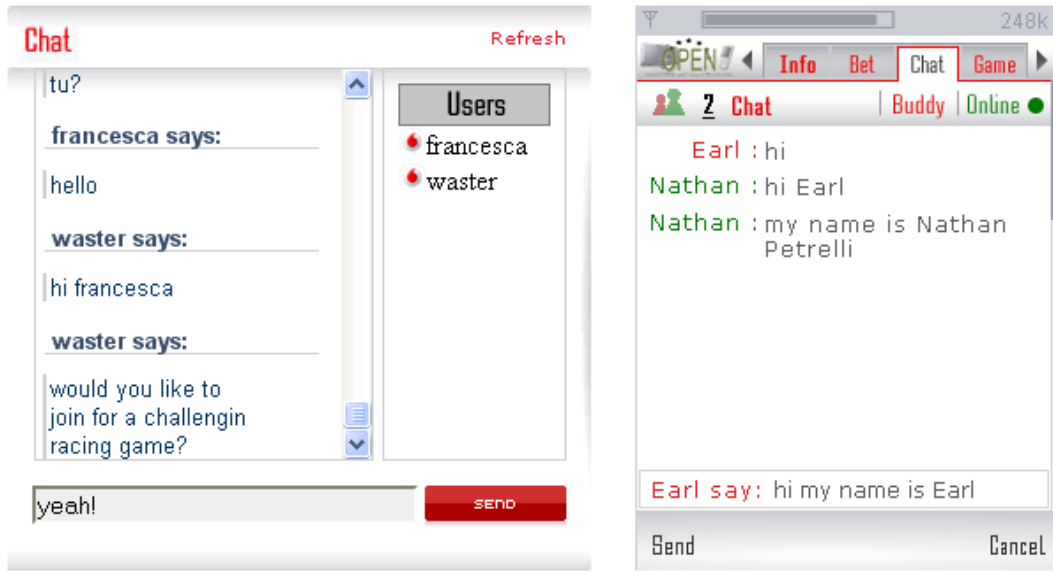 Chat
Refresh
tu?
francesca says:
hello
waster says:
hi francesca
waster says:
would you like to
join for a challengin
racing game?
Users
francesca
waster
yeah!
SEND
248k
OPEN
Info Bet Chat Game
2 Chat Buddy Online
Earl : hi
Nathan : hi Earl
Nathan : my name is Nathan
Petrelli
Earl say: hi my name is Earl
Send Cancel